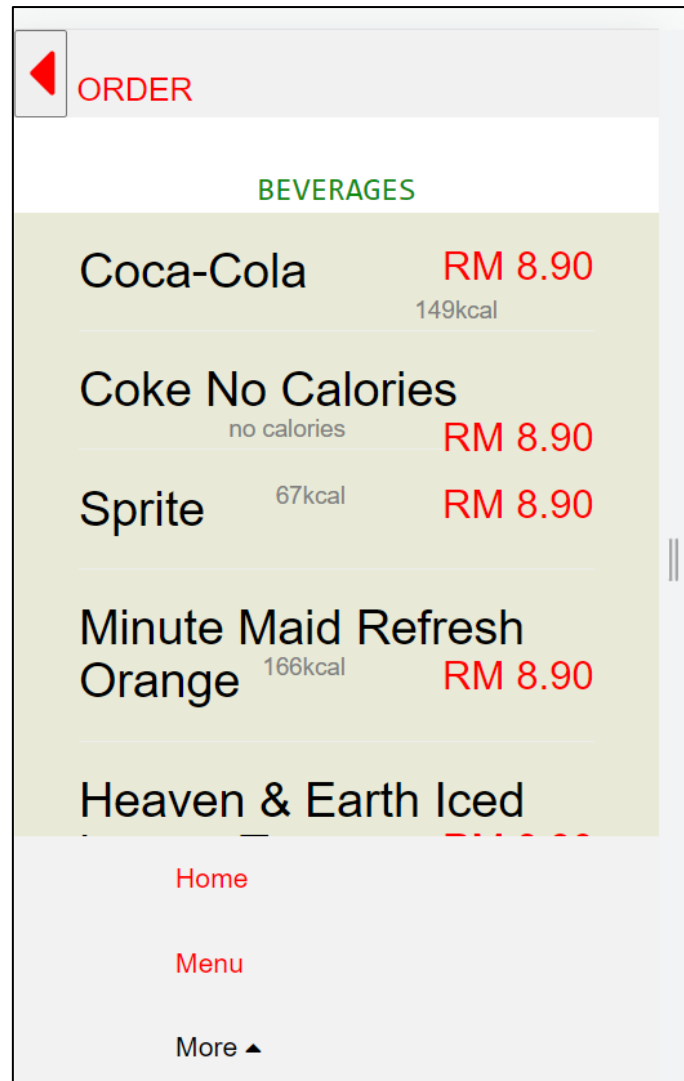 ORDER
BEVERAGES
Coca-Cola RM 8.90
149kcal
Coke No Calories
no calories RM 8.90
Sprite 67kcal RM 8.90
Minute Maid Refresh
Orange 166kcal RM 8.90
Heaven & Earth Iced
Home
Menu
More